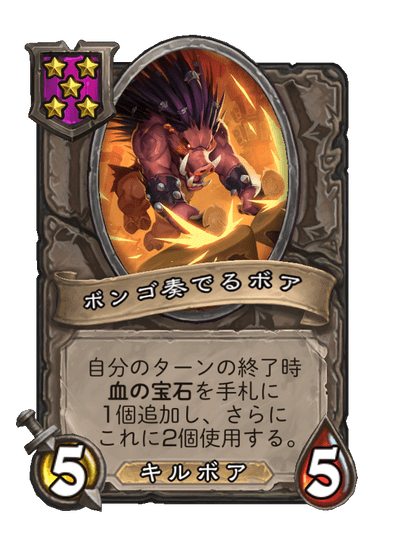 ボンゴ奏でるボア
自分のターンの終了時
血の宝石を手札に
1個追加し、さらに
これに2個使用する。
5
キルボア
5